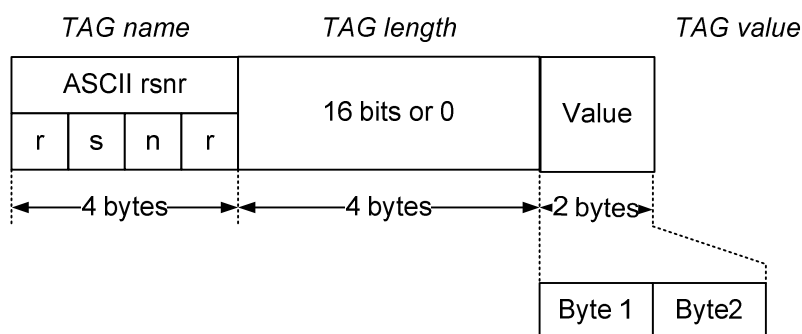 TAG name TAG length TAG value
ASCII rsnr
16 bits or 0
Value
r s n r
4 bytes 4 bytes 2 bytes
Byte 1 Byte2